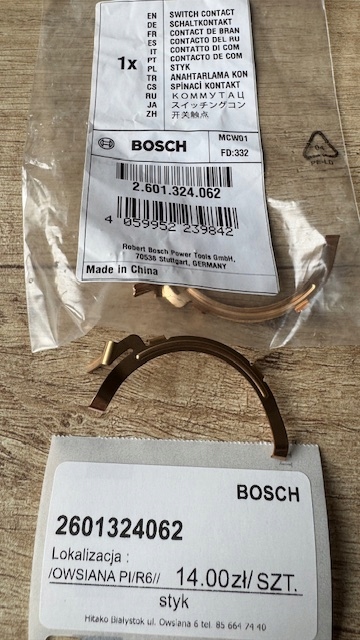 EN SWITCH CONTACT
DE SCHALTKONTAKT
FR CONTACT DE BRAN
ES CONTACTO DEL RU
IT CONTATTO DI COM
PT CONTACTO DE COM
1x PL STYK
TR ANAHTARLAMA KON
CS SPÍNACÍ KONTAKT
RU КОММУТАЦ
JA スイッチングコン
ZH 开关触点
BOSCH
MCW01
FD:332
2.601.324.062
4 059952 239842
Robert Bosch Power Tools GmbH
70538 Stuttgart, Germany
Made in China
BOSCH
2601324062
Lokalizacja :
/OWSIANA PI/R6// 14.00zł/ SZT.
styk
Hitako Białystok ul. Owsiana 6 tel. 85 664 74 40